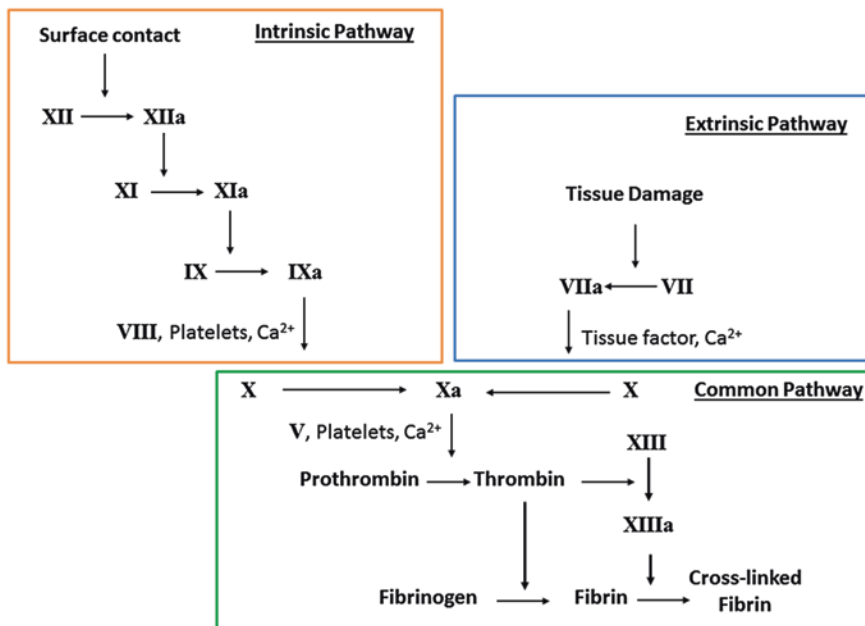 Surface contact
Intrinsic Pathway
XII
XIIa
XI
XIa
IX
IXa
VIII, Platelets, Ca²⁺
Extrinsic Pathway
Tissue Damage
VIIa
VII
Tissue factor, Ca²⁺
X
Xa
X
Common Pathway
V, Platelets, Ca²⁺
XIII
Prothrombin
Thrombin
XIIIa
Fibrinogen
Fibrin
Cross-linked
Fibrin